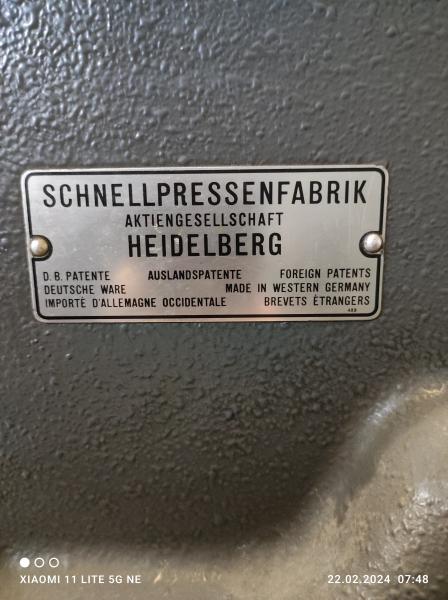 SCHNELLPRESSENFABRIK
AKTIENGESELLSCHAFT
HEIDELBERG
D.B. PATENTE AUSLANDSPATENTE FOREIGN PATENTS
DEUTSCHE WARE MADE IN WESTERN GERMANY
IMPORTÉ D'ALLEMAGNE OCCIDENTALE BREVETS ÉTRANGERS
XIAOMI 11 LITE 5G NE 22.02.2024 07:48